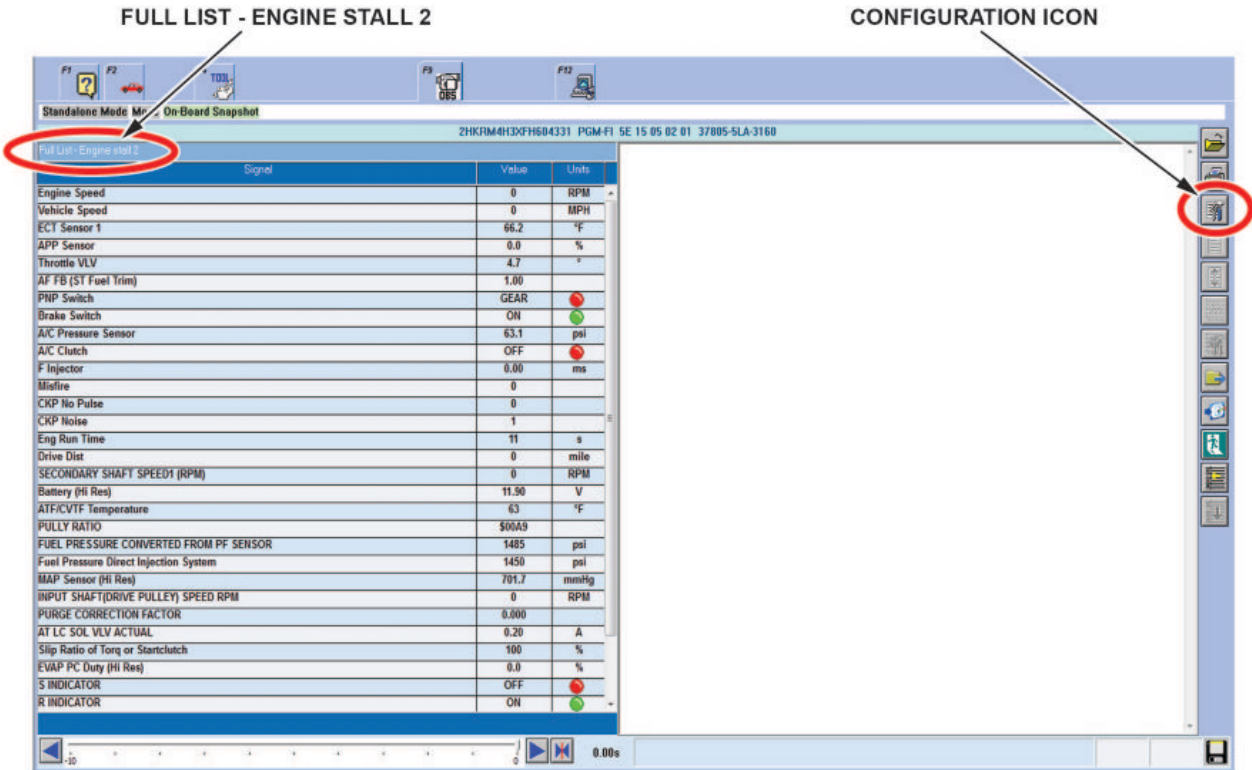 FULL LIST - ENGINE STALL 2 CONFIGURATION ICON
F1 F2 TOOL F9 DBS F12
Standalone Mode On-Board Snapshot
2HKRM4H3XFH604331 PGM-FI 5E 15 05 02 01 37805-5LA-3160
Full List - Engine stall 2
Signal Value Units
Engine Speed 0 RPM
Vehicle Speed 0 MPH
ECT Sensor 1 66.2 °F
APP Sensor 0.0 %
Throttle VLV 4.7 °
AF FB (ST Fuel Trim) 1.00
PNP Switch GEAR
Brake Switch ON
A/C Pressure Sensor 63.1 psi
A/C Clutch OFF
F Injector 0.00 ms
Misfire 0
CKP No Pulse 0
CKP Noise 1
Eng Run Time 11 s
Drive Dist 0 mile
SECONDARY SHAFT SPEED1 (RPM) 0 RPM
Battery (Hi Res) 11.90 V
ATF/CVTF Temperature 63 °F
PULLY RATIO $00A9
FUEL PRESSURE CONVERTED FROM PF SENSOR 1485 psi
Fuel Pressure Direct Injection System 1450 psi
MAP Sensor (Hi Res) 701.7 mmHg
INPUT SHAFT(DRIVE PULLEY) SPEED RPM 0 RPM
PURGE CORRECTION FACTOR 0.000
AT LC SOL VLV ACTUAL 0.20 A
Slip Ratio of Torq or Startclutch 100 %
EVAP PC Duty (Hi Res) 0.0 %
S INDICATOR OFF
R INDICATOR ON
-10 0 0.00s